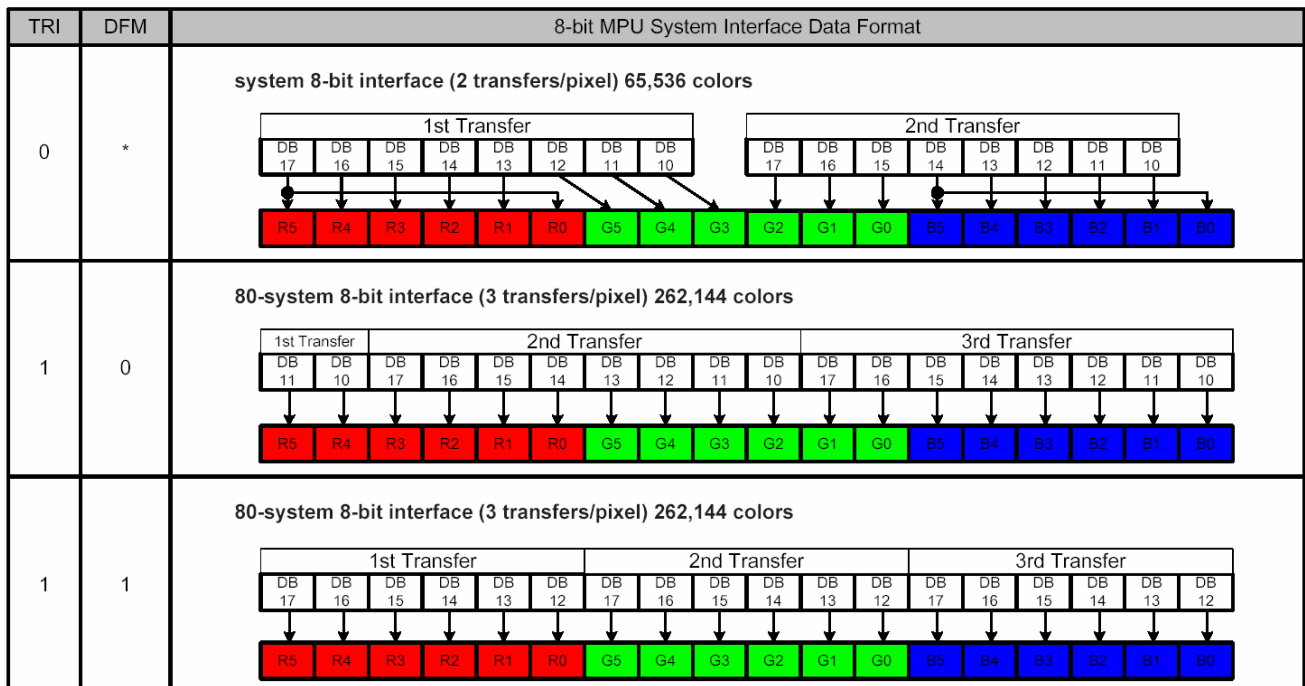 TRI DFM 8-bit MPU System Interface Data Format
system 8-bit interface (2 transfers/pixel) 65,536 colors
1st Transfer 2nd Transfer
DB DB DB DB DB DB DB DB DB DB DB DB DB DB DB DB
17 16 15 14 13 12 11 10 17 16 15 14 13 12 11 10
0 *
R5 R4 R3 R2 R1 R0 G5 G4 G3 G2 G1 G0 B5 B4 B3 B2 B1 B0
80-system 8-bit interface (3 transfers/pixel) 262,144 colors
1st Transfer 2nd Transfer 3rd Transfer
DB DB DB DB DB DB DB DB DB DB DB DB DB DB DB DB DB DB
11 10 17 16 15 14 13 12 11 10 17 16 15 14 13 12 11 10
1 0
R5 R4 R3 R2 R1 R0 G5 G4 G3 G2 G1 G0 B5 B4 B3 B2 B1 B0
80-system 8-bit interface (3 transfers/pixel) 262,144 colors
1st Transfer 2nd Transfer 3rd Transfer
DB DB DB DB DB DB DB DB DB DB DB DB DB DB DB DB DB DB
17 16 15 14 13 12 17 16 15 14 13 12 17 16 15 14 13 12
1 1
R5 R4 R3 R2 R1 R0 G5 G4 G3 G2 G1 G0 B5 B4 B3 B2 B1 B0